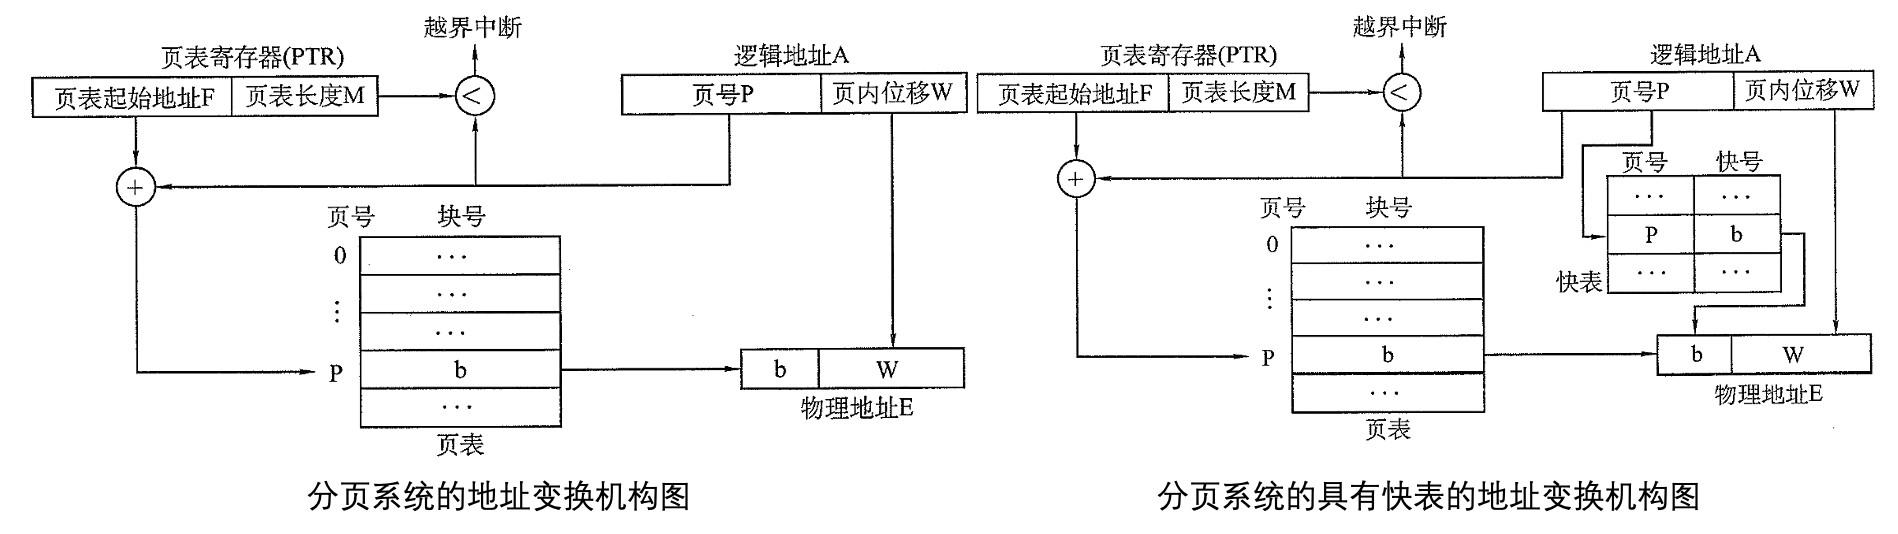 越界中断
页表寄存器(PTR)
逻辑地址A
页表起始地址F
页表长度M
<
页号P
页内位移W
+
页号
块号
0
···
···
⋮
···
P
b
b
W
···
物理地址E
页表
分页系统的地址变换机构图
越界中断
页表寄存器(PTR)
逻辑地址A
页表起始地址F
页表长度M
<
页号P
页内位移W
+
页号
快号
···
···
P
b
快表
···
···
页号
块号
0
···
···
⋮
···
P
b
b
W
···
物理地址E
页表
分页系统的具有快表的地址变换机构图